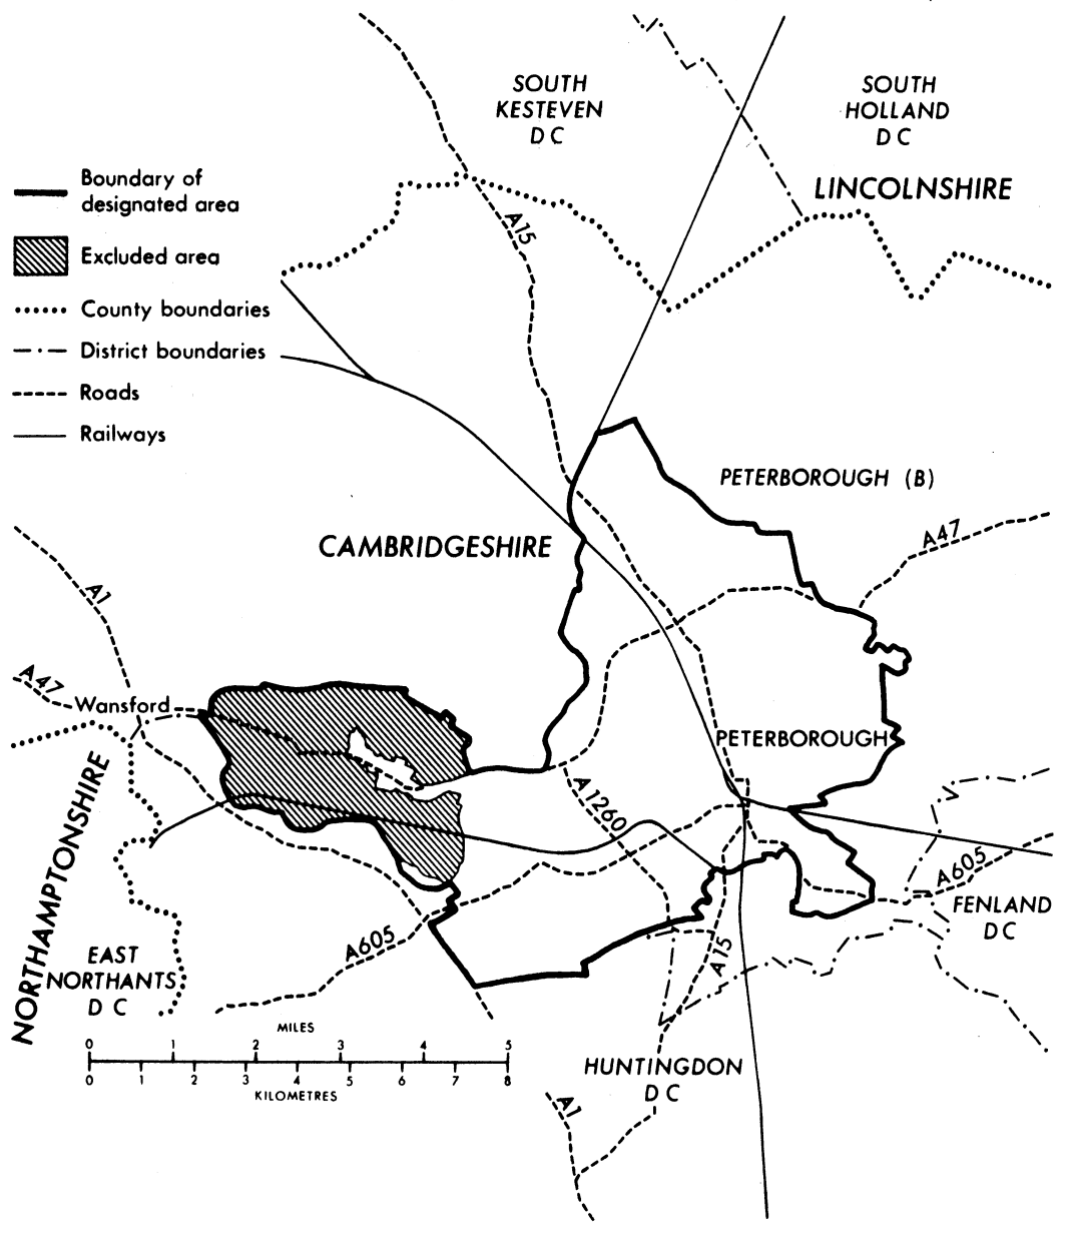 SOUTH
KESTEVEN
D C
SOUTH
HOLLAND
D C
LINCOLNSHIRE
Boundary of
designated area
Excluded area
County boundaries
District boundaries
Roads
Railways
A15
PETERBOROUGH (B)
CAMBRIDGESHIRE
A47
A1
A47
Wansford
PETERBOROUGH
NORTHAMPTONSHIRE
A1260
A605
FENLAND
D C
EAST
NORTHANTS
D C
A605
A15
MILES
0 1 2 3 4 5
0 1 2 3 4 5 6 7 8
KILOMETRES
HUNTINGDON
D C
A1